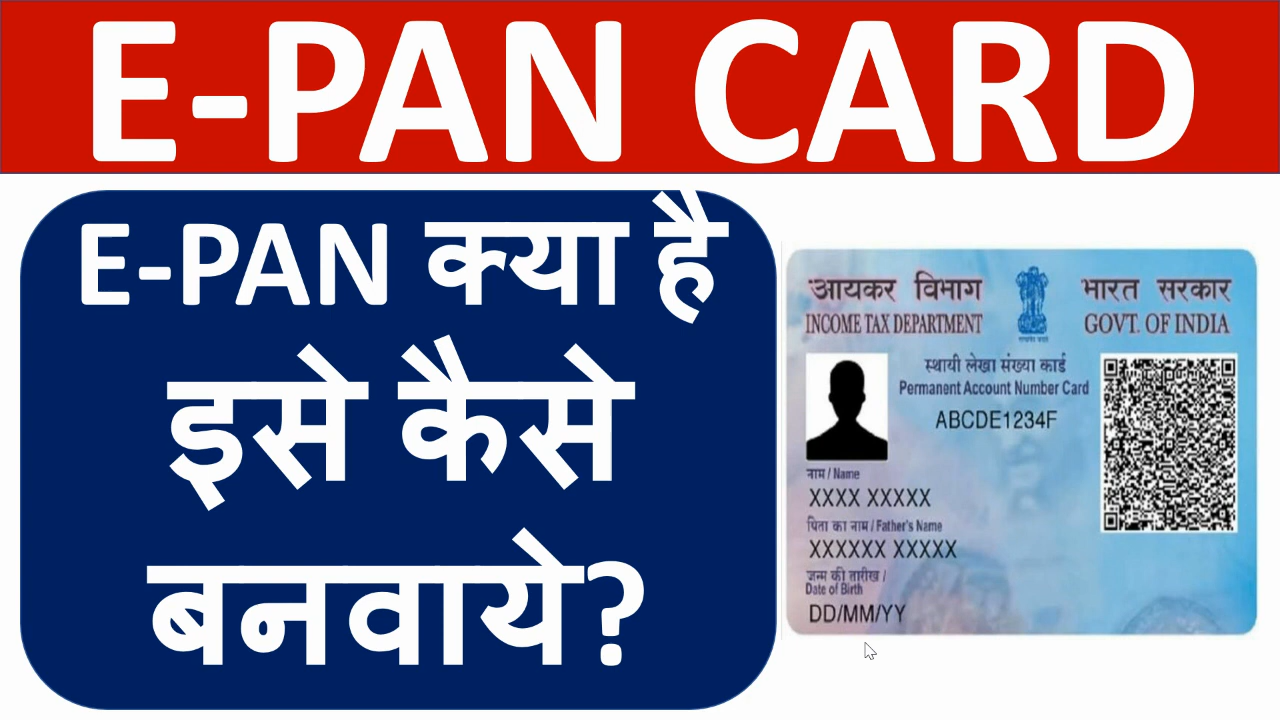 E-PAN CARD
E-PAN क्या है
इसे कैसे
बनवाये?
आयकर विभाग
INCOME TAX DEPARTMENT
भारत सरकार
GOVT. OF INDIA
स्थायी लेखा संख्या कार्ड
Permanent Account Number Card
ABCDE1234F
नाम / Name
XXXX XXXXX
पिता का नाम / Father's Name
XXXXXX XXXXX
जन्म की तारीख /
Date of Birth
DD/MM/YY